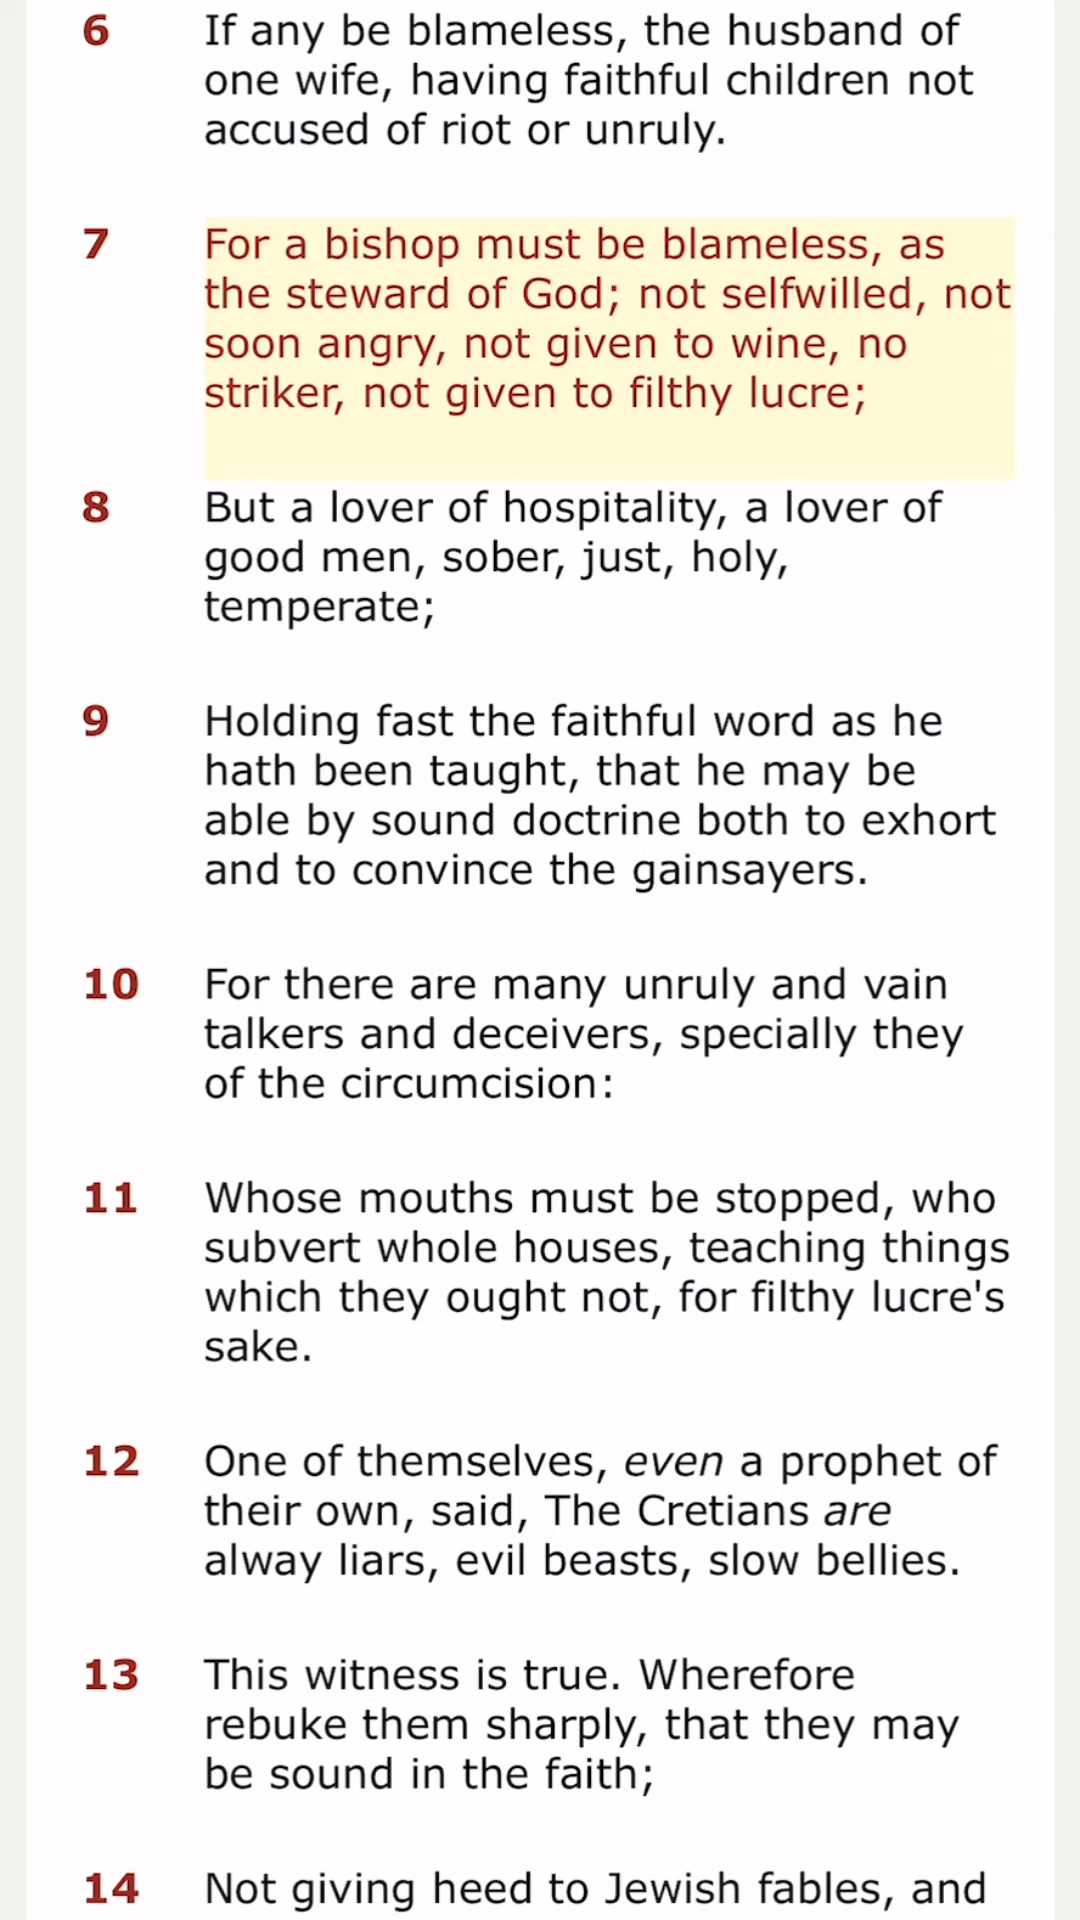 6 If any be blameless, the husband of
one wife, having faithful children not
accused of riot or unruly.
7 For a bishop must be blameless, as
the steward of God; not selfwilled, not
soon angry, not given to wine, no
striker, not given to filthy lucre;
8 But a lover of hospitality, a lover of
good men, sober, just, holy,
temperate;
9 Holding fast the faithful word as he
hath been taught, that he may be
able by sound doctrine both to exhort
and to convince the gainsayers.
10 For there are many unruly and vain
talkers and deceivers, specially they
of the circumcision:
11 Whose mouths must be stopped, who
subvert whole houses, teaching things
which they ought not, for filthy lucre's
sake.
12 One of themselves, even a prophet of
their own, said, The Cretians are
alway liars, evil beasts, slow bellies.
13 This witness is true. Wherefore
rebuke them sharply, that they may
be sound in the faith;
14 Not giving heed to Jewish fables, and